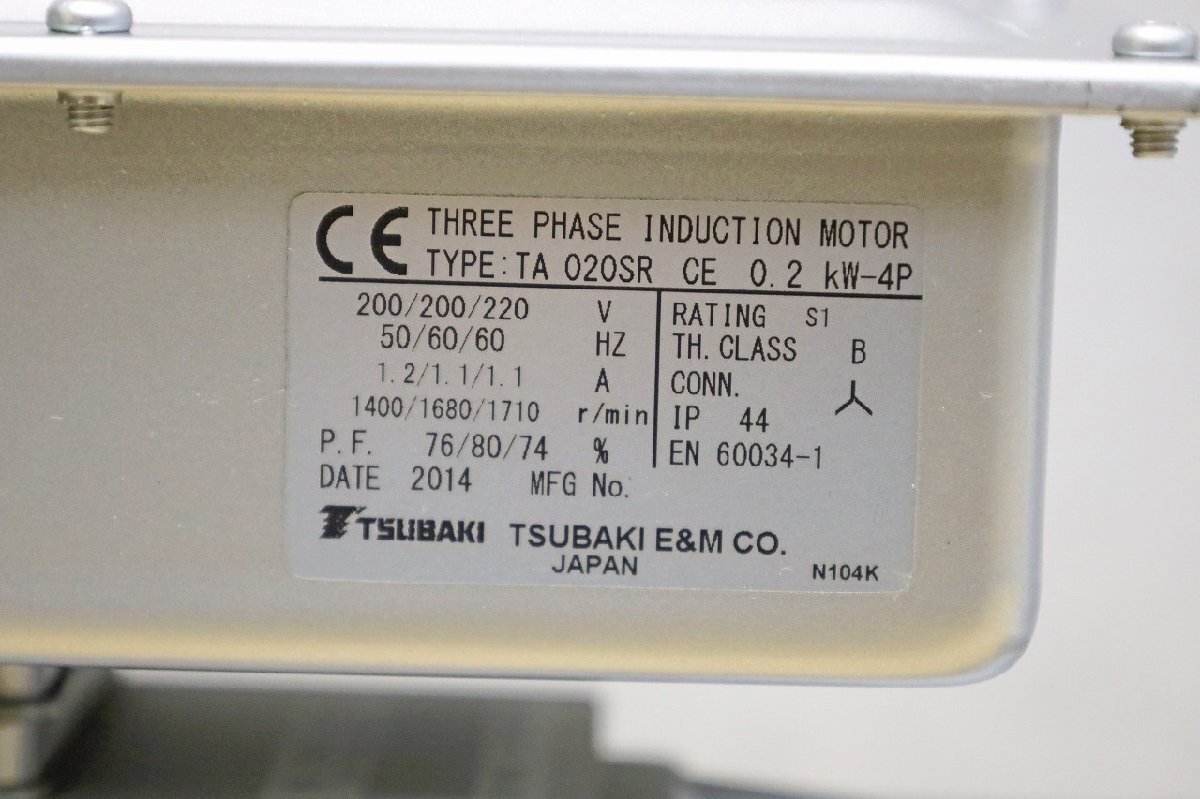 CE THREE PHASE INDUCTION MOTOR
TYPE:TA 020SR CE 0.2 kW-4P
200/200/220 V
50/60/60 HZ
1.2/1.1/1.1 A
1400/1680/1710 r/min
P.F. 76/80/74 %
DATE 2014 MFG No.
RATING S1
TH.CLASS B
CONN.
IP 44
EN 60034-1
TSUBAKI TSUBAKI E&M CO.
JAPAN
N104K